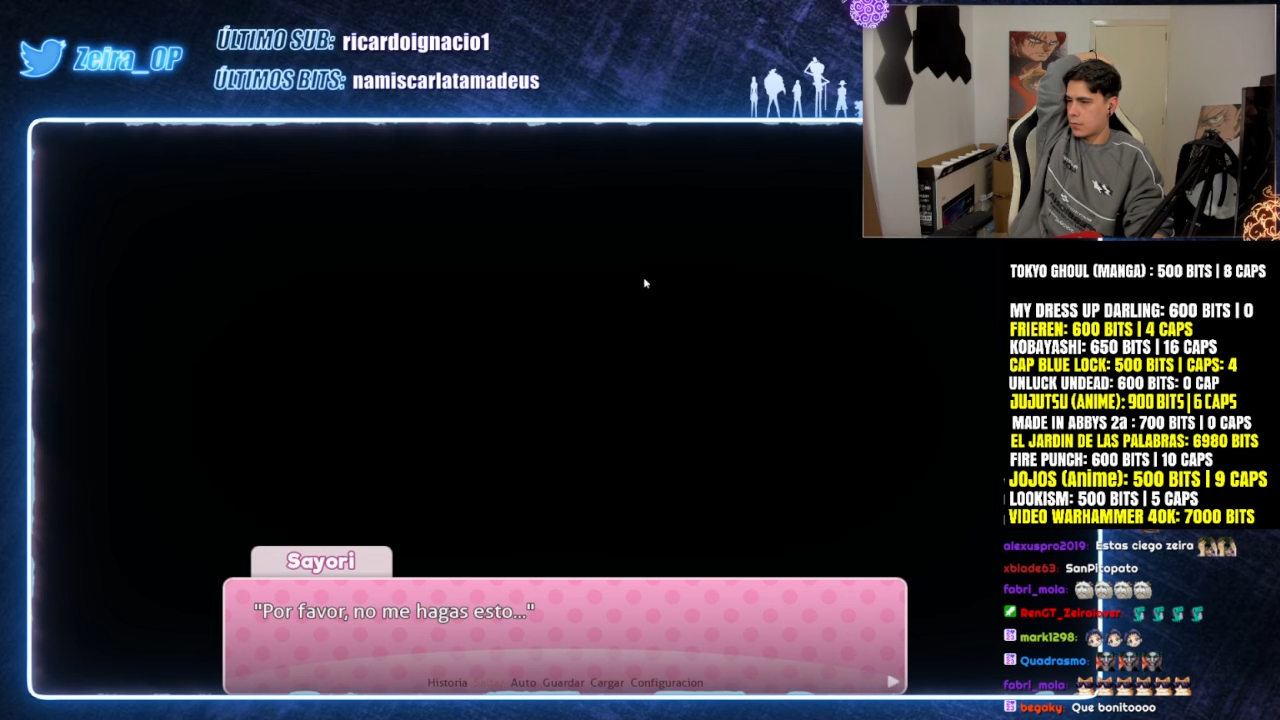 Zeira_OP
ÚLTIMO SUB: ricardoignacio1
ÚLTIMOS BITS: namiscarlatamadeus
TOKYO GHOUL (MANGA) : 500 BITS | 8 CAPS
MY DRESS UP DARLING: 600 BITS | 0
FRIEREN: 600 BITS | 4 CAPS
KOBAYASHI: 650 BITS | 16 CAPS
CAP BLUE LOCK: 500 BITS | CAPS: 4
UNLUCK UNDEAD: 600 BITS: 0 CAP
JUJUTSU (ANIME): 900 BITS | 6 CAPS
MADE IN ABBYS 2a : 700 BITS | 0 CAPS
EL JARDIN DE LAS PALABRAS: 6980 BITS
FIRE PUNCH: 600 BITS | 10 CAPS
JOJOS (Anime): 500 BITS | 9 CAPS
LOOKISM: 500 BITS | 5 CAPS
VIDEO WARHAMMER 40K: 7000 BITS
alexuspro2019: Estas ciego zeira
xblade63: SanPitopato
fabri_mola:
RenGT_Zeiralover:
mark1298:
Quadrasmo:
fabri_mola:
begoky: Que bonitoooo
Sayori
"Por favor, no me hagas esto..."
Historia Saltar Auto Guardar Cargar Configuracion